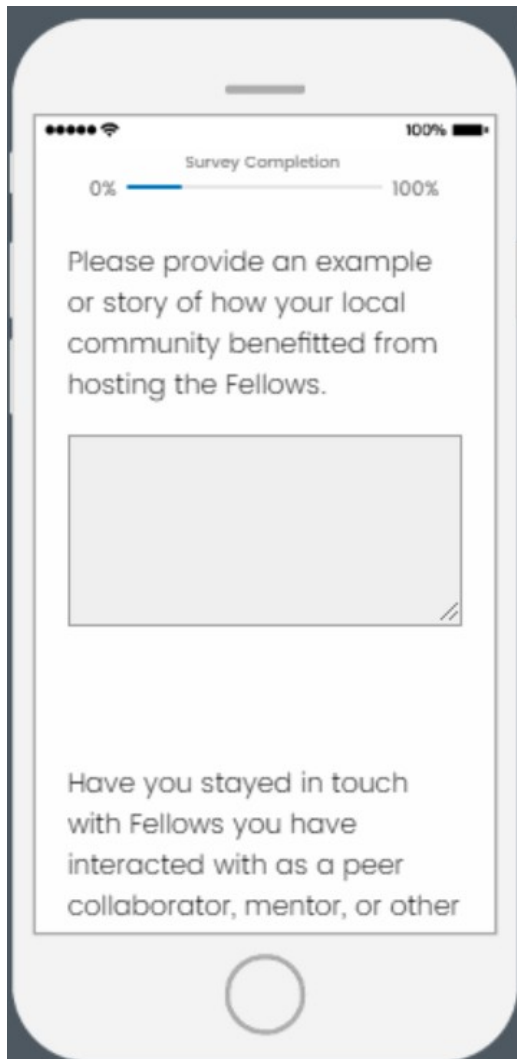 100%
Survey Completion
0% 100%
Please provide an example
or story of how your local
community benefitted from
hosting the Fellows.
Have you stayed in touch
with Fellows you have
interacted with as a peer
collaborator, mentor, or other